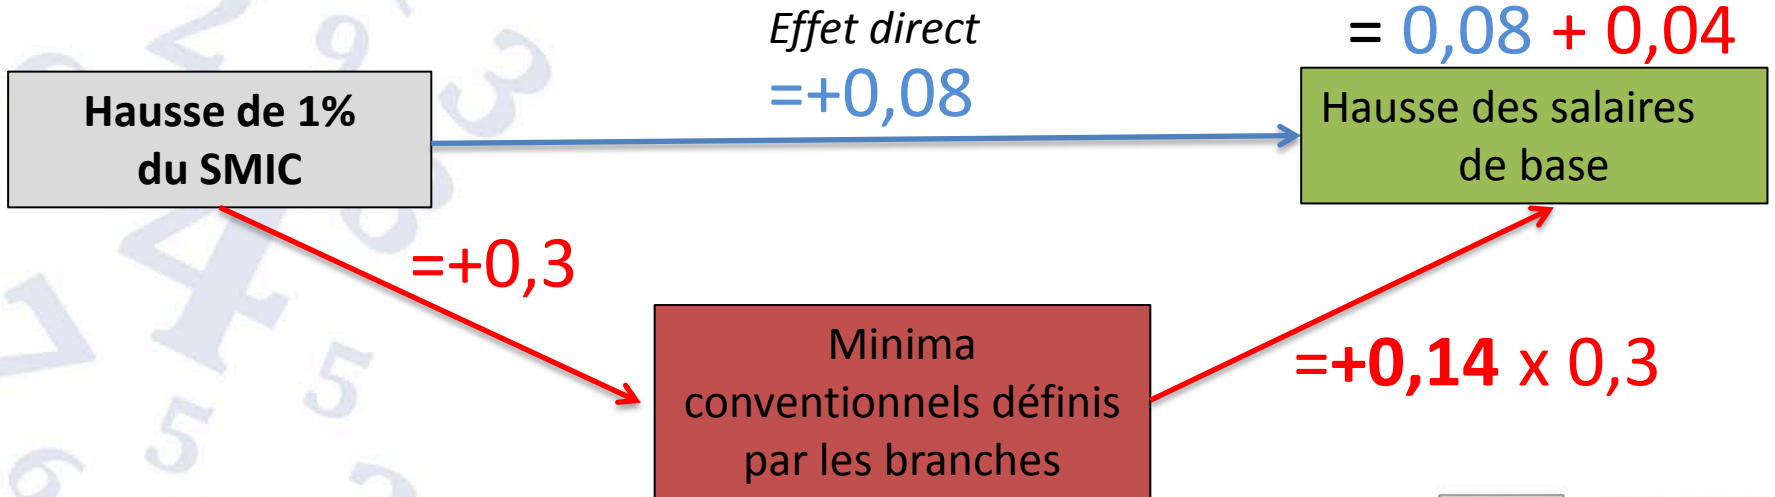 Effet direct
=+0,08
= 0,08 + 0,04
Hausse de 1%
du SMIC
Hausse des salaires
de base
=+0,3
Minima
conventionnels définis
par les branches
=+0,14 x 0,3